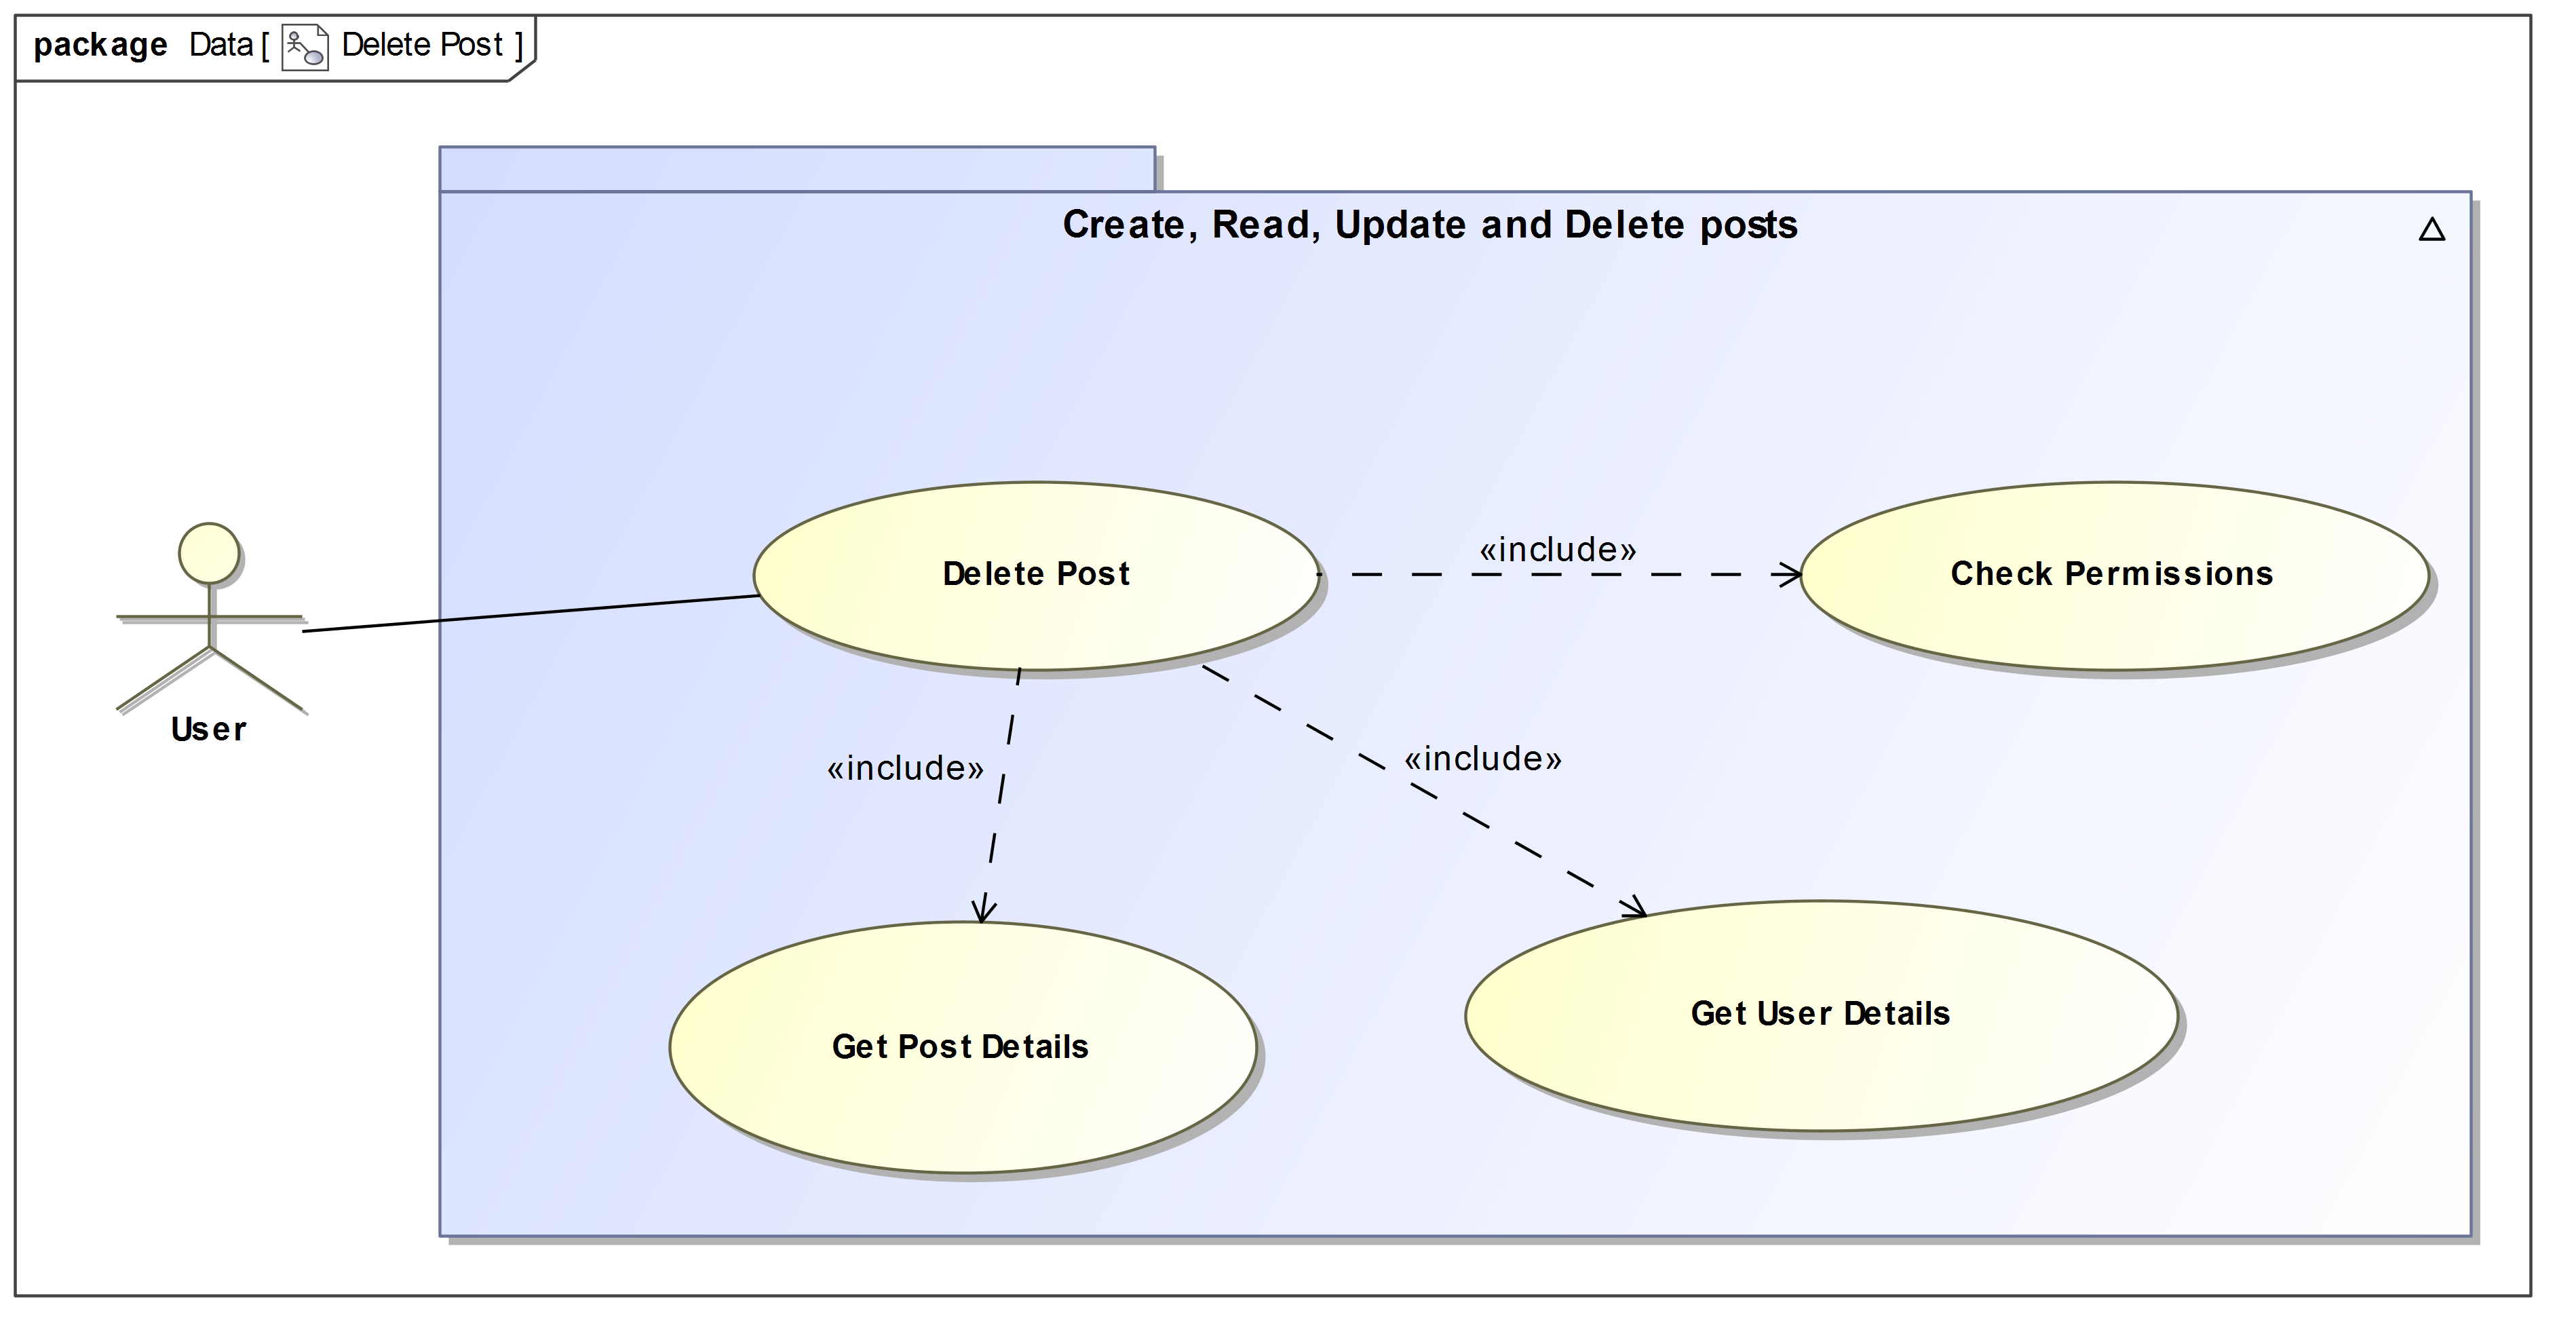 package Data [ Delete Post ]
Create, Read, Update and Delete posts
Delete Post
«include»
Check Permissions
User
«include»
«include»
Get Post Details
Get User Details